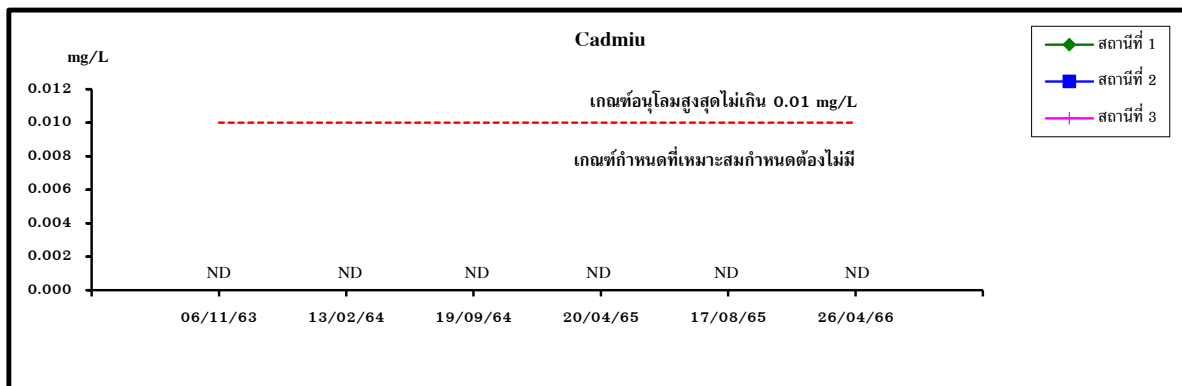 Cadmiu
mg/L
สถานีที่ 1
สถานีที่ 2
สถานีที่ 3
0.012
0.010
0.008
0.006
0.004
0.002
0.000
เกณฑ์อนุโลมสูงสุดไม่เกิน 0.01 mg/L
เกณฑ์กำหนดที่เหมาะสมกำหนดต้องไม่มี
ND ND ND ND ND ND
06/11/63 13/02/64 19/09/64 20/04/65 17/08/65 26/04/66